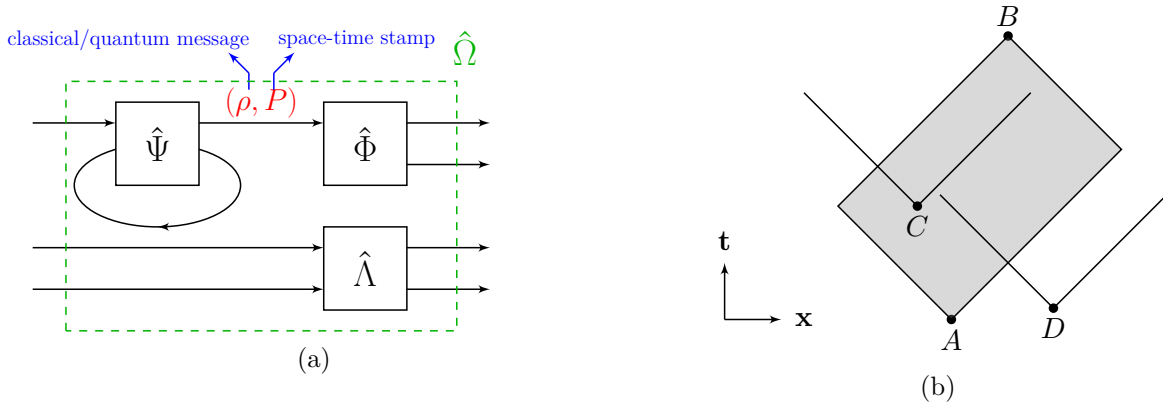 classical/quantum message
space-time stamp
Ω̂
(ρ, P)
Ψ̂
Φ̂
Λ̂
(a)
B
C
t
x
A
D
(b)